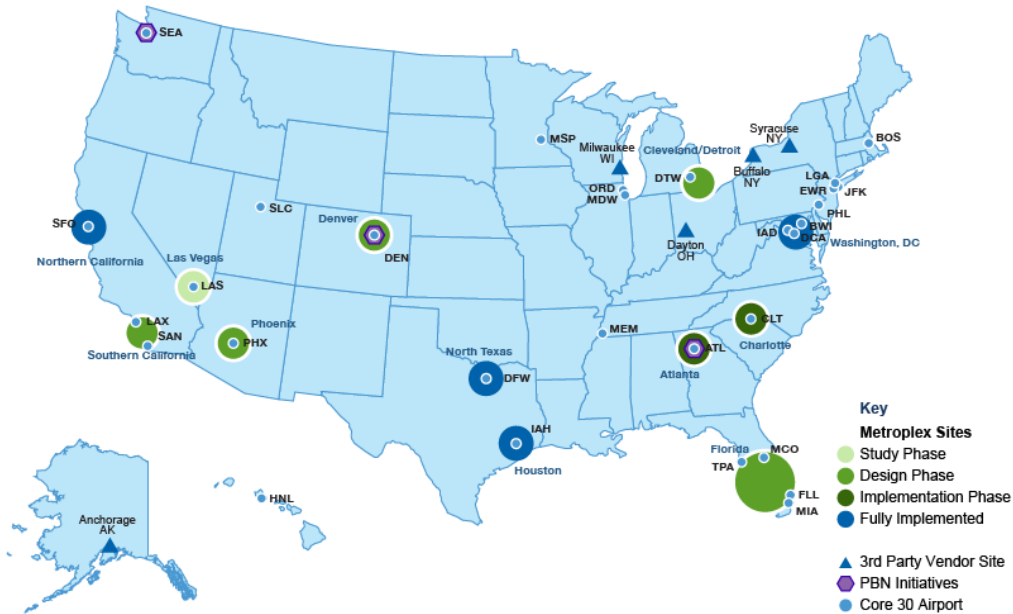 SEA
MSP
Milwaukee
WI
Cleveland/Detroit
DTW
Syracuse
NY
Buffalo
NY
BOS
LGA
EWR
JFK
PHL
ORD
MDW
SLC
SFO
Northern California
Denver
DEN
Dayton
OH
IAD
BWI
DCA
Washington, DC
Las Vegas
LAS
LAX
SAN
Southern California
Phoenix
PHX
MEM
CLT
Charlotte
ATL
Atlanta
North Texas
DFW
IAH
Houston
Florida
MCO
TPA
FLL
MIA
HNL
Anchorage
AK
Key
Metroplex Sites
Study Phase
Design Phase
Implementation Phase
Fully Implemented
3rd Party Vendor Site
PBN Initiatives
Core 30 Airport